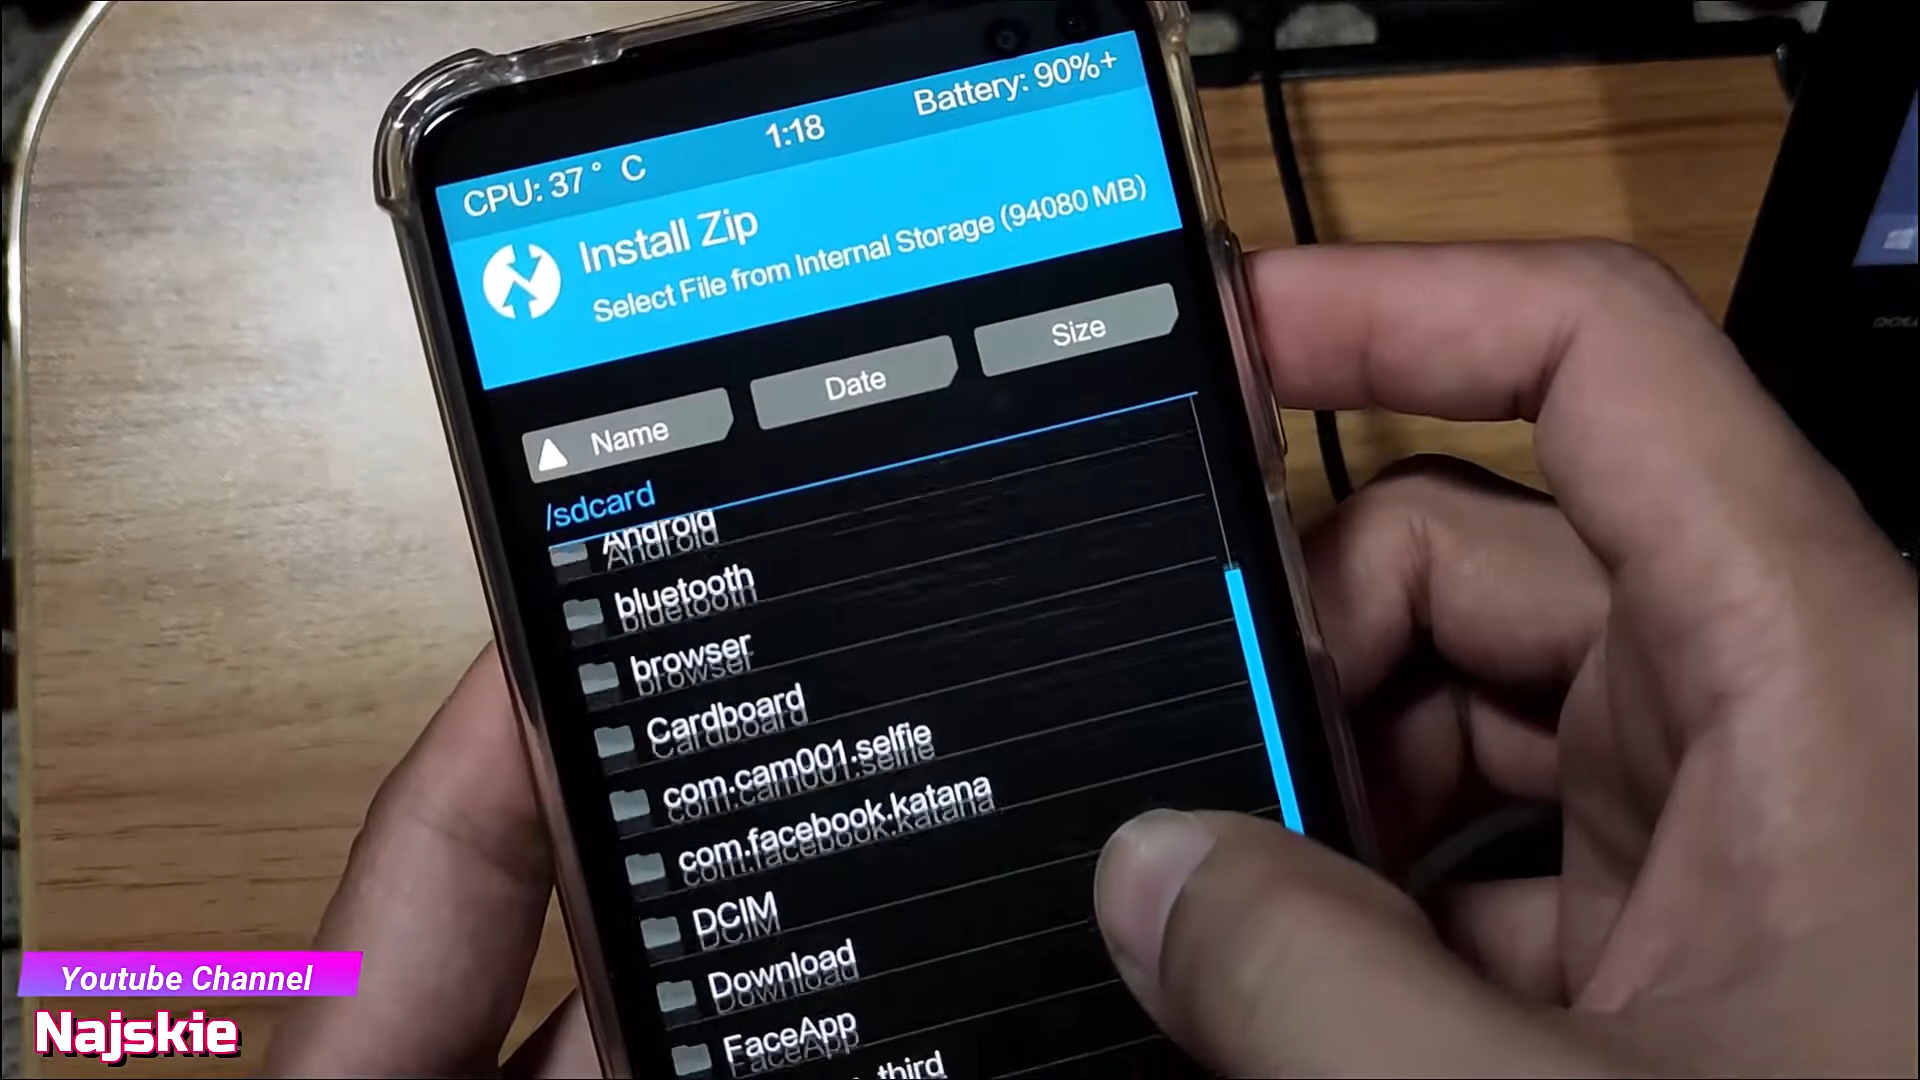 CPU: 37 ° C
1:18
Battery: 90%+
Install Zip
Select File from Internal Storage (94080 MB)
Name
Date
Size
/sdcard
Android
bluetooth
browser
Cardboard
com.cam001.selfie
com.facebook.katana
DCIM
Download
FaceApp
third
Youtube Channel
Najskie